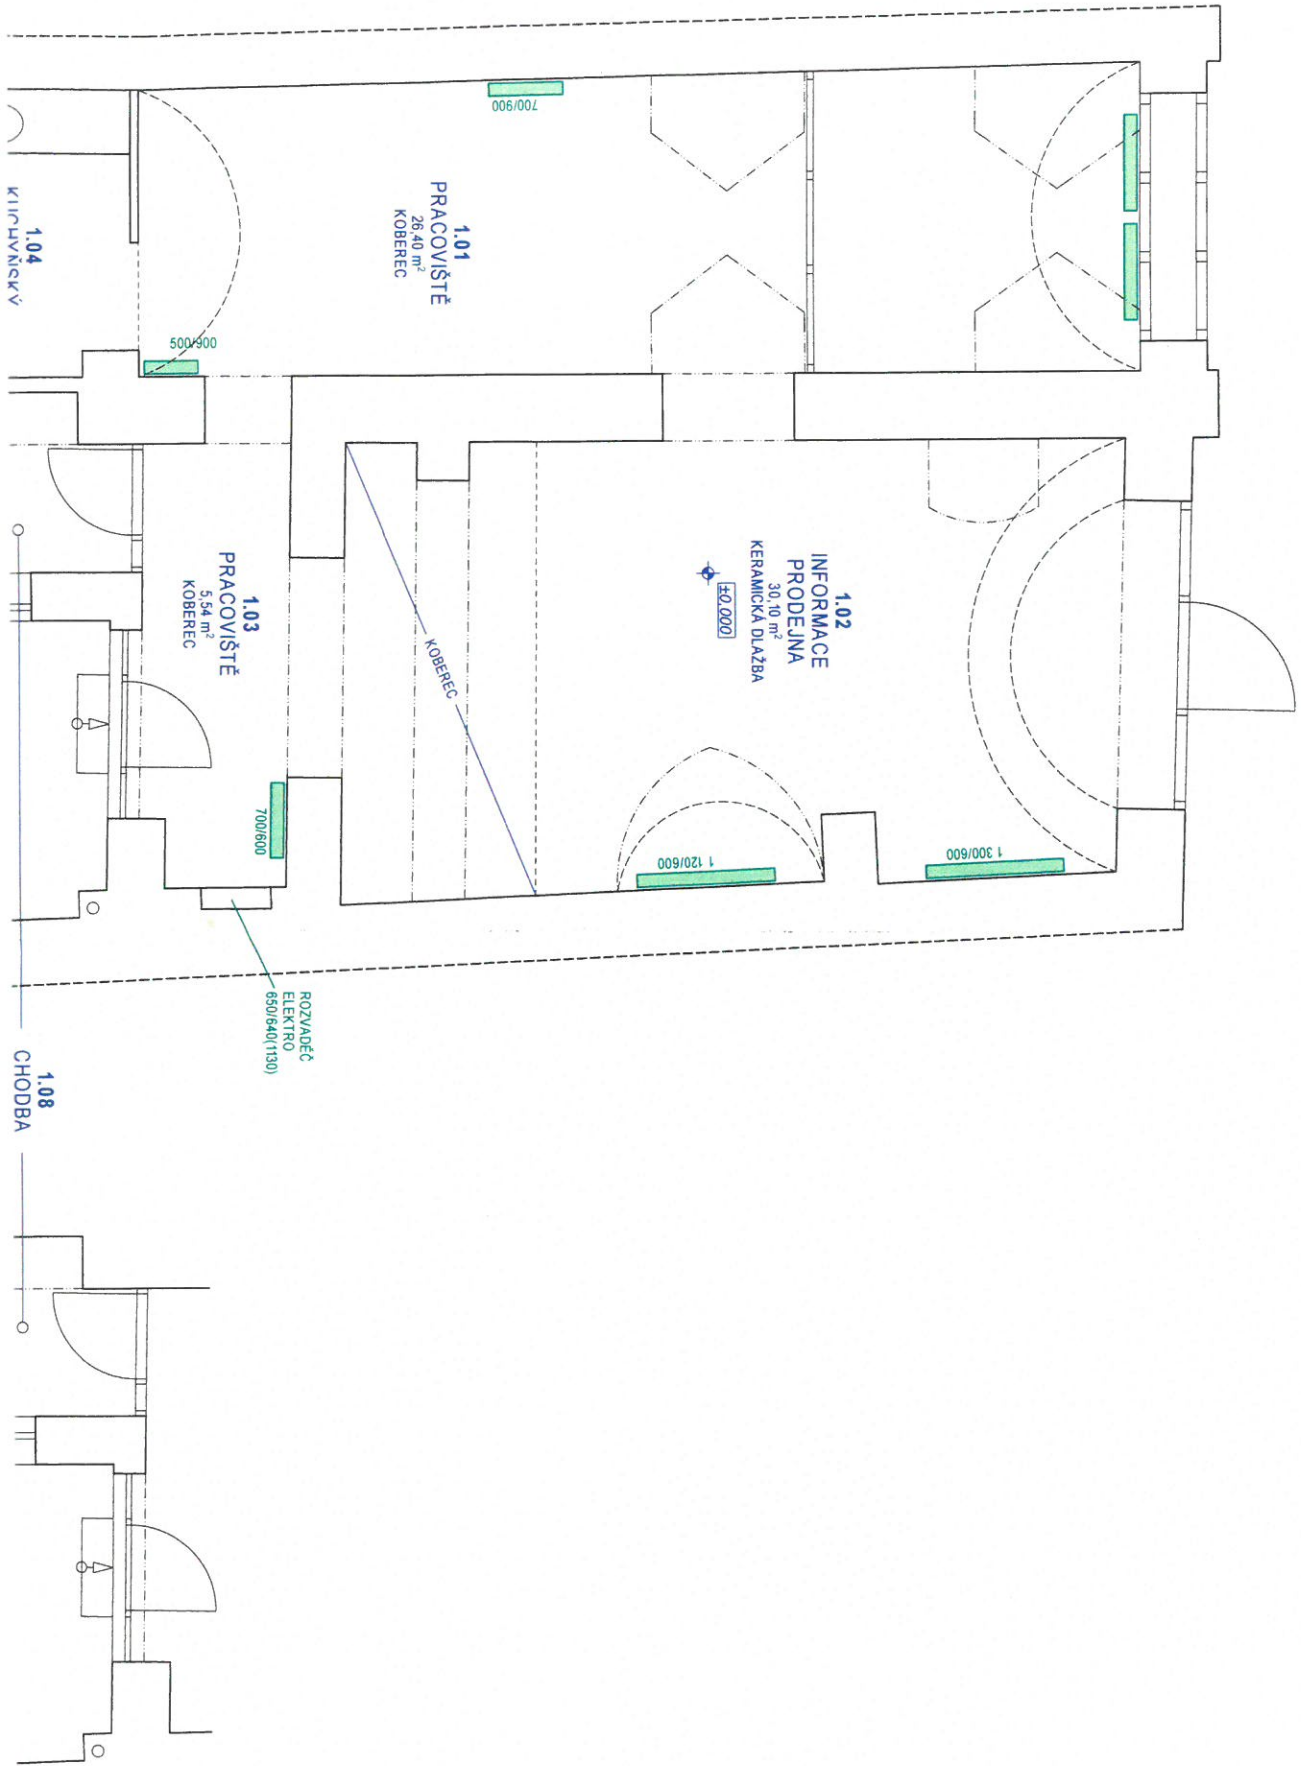 700/900
1.01
PRACOVIŠTĚ
26,40 m²
KOBEREC
1.04
500/900
1.02
INFORMACE
PRODEJNA
30,10 m²
KERAMICKÁ DLAŽBA
±0,000
1.03
PRACOVIŠTĚ
5,54 m²
KOBEREC
KOBEREC
700/600
1 120/600
1 300/600
ROZVADĚČ
ELEKTRO
650/640(1130)
1.08
CHODBA